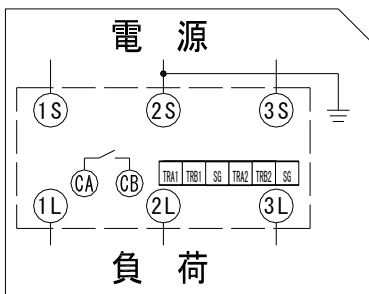 電 源
1S 2S 3S
CA CB TRA1 TRB1 SG TRA2 TRB2 SG
1L 2L 3L
負 荷